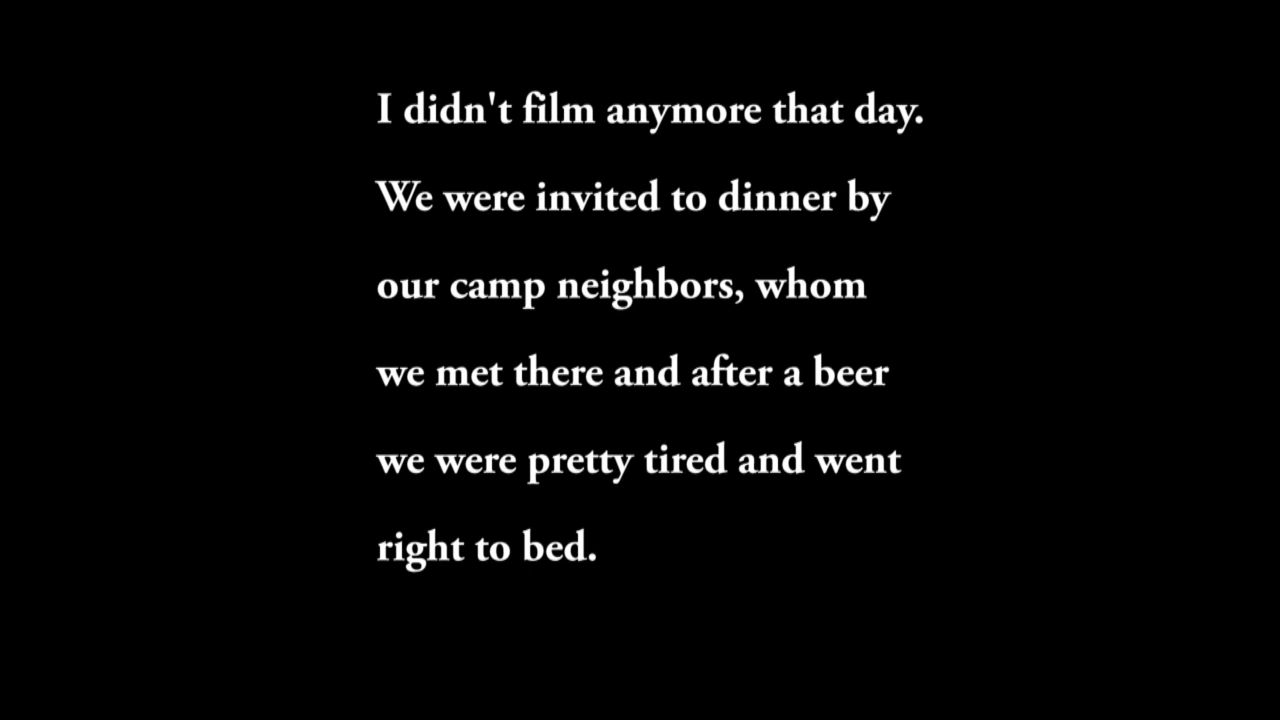 I didn't film anymore that day.
We were invited to dinner by
our camp neighbors, whom
we met there and after a beer
we were pretty tired and went
right to bed.